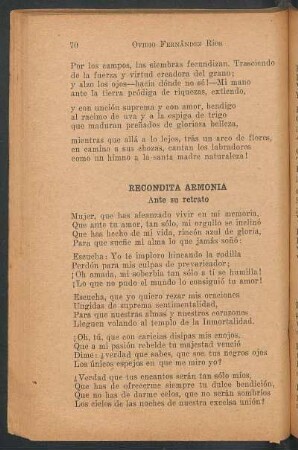 70 Ovidio Fernández Ríos
Por los campos, las siembras fecundizan. Trasciendo
de la fuerza y virtud creadora del grano;
y alzo los ojos—hacia dónde no sé!—Mi mano
ante la tierra pródiga de riquezas, extiendo,
y con unción suprema y con amor, bendigo
al racimo de uva y a la espiga de trigo
que maduran preñados de gloriosa belleza,
mientras que allá a lo lejos, trás un arco de flores,
en camino a sus chozas, cantan los labradores
como un himno a la santa madre naturaleza!
RECONDITA ARMONIA
Ante su retrato
Mujer, que has alcanzado vivir en mi memoria,
Que ante tu amor, tan sólo, mi orgullo se inclinó
Que has hecho de mi vida, rincón azul de gloria,
Para que sueñe mi alma lo que jamás soñó:
Escucha: Yo te impioro hincando la rodilla
Perdón para mis culpas de prevaricador;
¡Oh amada, mi soberbia tan sólo a tí se humilla!
¡Lo que no pudo el mundo lo consiguió tu amor!
Escucha, que yo quiero rezar mis oraciones
Ungidas de suprema sentimentalidad,
Para que nuestras almas y nuestros corazones
Lleguen volando al templo de la Inmortalidad.
¡Oh, tú, que con caricias disipas mis enojos,
Que a mi pasión rebelde tu majestad venció
Dime: ¿verdad que sabes, que eso tus negros ojos
Los únicos espejos en que me miro yo?
¿Verdad que tus encantos serán tan sólo míos,
Que has de ofrecerme siempre tu dulce bendición,
Que no has de darme celos, que no serán sombríos
Los cielos de las noches de nuestra excelsa unión?